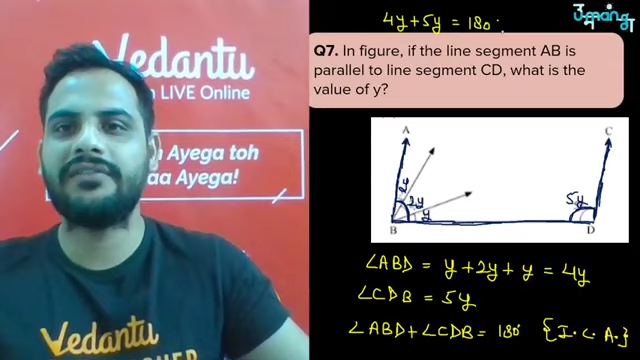 4y+5y = 180.
उमंग
Q7. In figure, if the line segment AB is
parallel to line segment CD, what is the
value of y?
Vedantu
LIVE Online
Ayega toh
Ayega!
Vedantu
A
C
2y
y
5y
B
D
∠ABD = y+2y+y = 4y
∠CDB = 5y
∠ABD+∠CDB = 180 {I.C.A.}